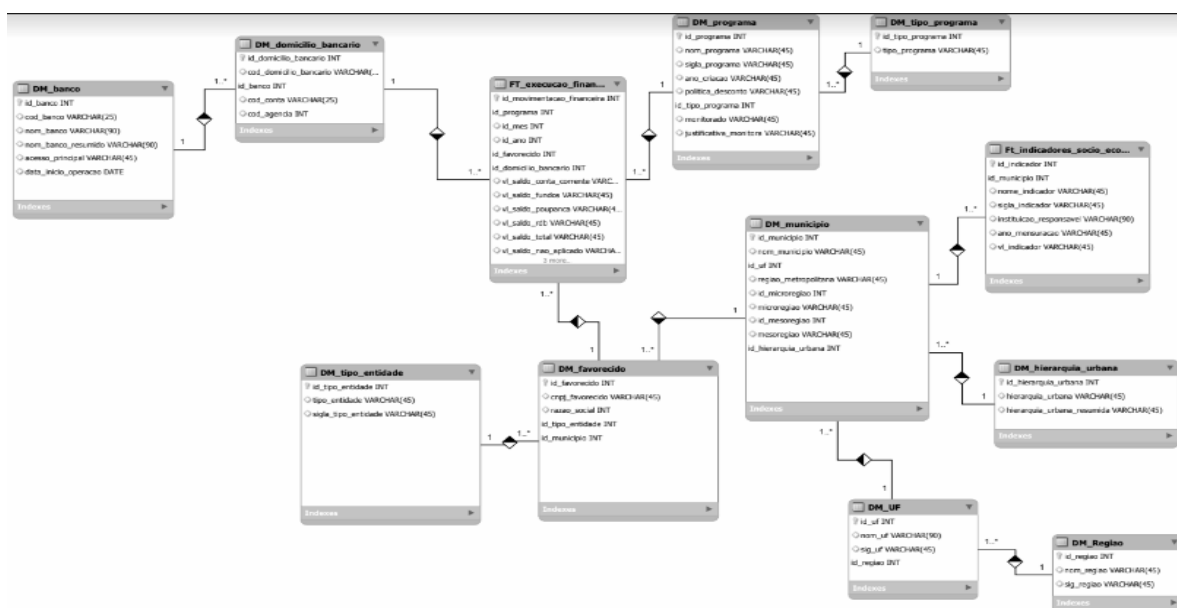 DM_banco
id_banco INT
cod_banco VARCHAR(25)
nom_banco VARCHAR(90)
nom_banco_resumido VARCHAR(90)
acesso_principal VARCHAR(45)
data_inicio_operacao DATE
Indexes
1
1..*
DM_domicilio_bancario
id_domicilio_bancario INT
cod_domicilio_bancario VARCHAR(...
id_banco INT
cod_conta VARCHAR(25)
cod_agencia INT
Indexes
1
1..*
FT_execucao_finan...
id_movimentacao_financeira INT
id_programa INT
id_mes INT
id_ano INT
id_favorecido INT
id_domicilio_bancario INT
vl_saldo_conta_corrente VARC...
vl_saldo_fundos VARCHAR(45)
vl_saldo_poupanca VARCHAR(4...
vl_saldo_rdb VARCHAR(45)
vl_saldo_total VARCHAR(45)
vl_saldo_nao_aplicado VARCHA...
3 more...
Indexes
1..*
1
1..*
1
DM_programa
id_programa INT
nom_programa VARCHAR(45)
sigla_programa VARCHAR(45)
ano_criacao VARCHAR(45)
politica_desconto VARCHAR(45)
id_tipo_programa INT
monitorado VARCHAR(45)
justificativa_monitora VARCHAR(45)
Indexes
1..*
1
DM_tipo_programa
id_tipo_programa INT
tipo_programa VARCHAR(45)
Indexes
Ft_indicadores_socio_eco...
id_indicador INT
id_municipio INT
nome_indicador VARCHAR(45)
sigla_indicador VARCHAR(45)
instituicao_responsavel VARCHAR(90)
ano_mensuracao VARCHAR(45)
vl_indicador VARCHAR(45)
Indexes
1..*
1
DM_municipio
id_municipio INT
nom_municipio VARCHAR(45)
id_uf INT
regiao_metropolitana VARCHAR(45)
id_microregiao INT
microregiao VARCHAR(45)
id_mesoregiao INT
mesoregiao VARCHAR(45)
id_hierarquia_urbana INT
Indexes
1
1..*
1..*
1
DM_hierarquia_urbana
id_hierarquia_urbana INT
hierarquia_urbana VARCHAR(45)
hierarquia_urbana_resumida VARCHAR(45)
Indexes
DM_tipo_entidade
id_tipo_entidade INT
tipo_entidade VARCHAR(45)
sigla_tipo_entidade VARCHAR(45)
Indexes
1
1..*
DM_favorecido
id_favorecido INT
cnpj_favorecido VARCHAR(45)
razao_social INT
id_tipo_entidade INT
id_municipio INT
Indexes
1..*
1
DM_UF
id_uf INT
nom_uf VARCHAR(90)
sig_uf VARCHAR(45)
id_regiao INT
Indexes
1..*
1
DM_Regiao
id_regiao INT
nom_regiao VARCHAR(45)
sig_regiao VARCHAR(45)
Indexes